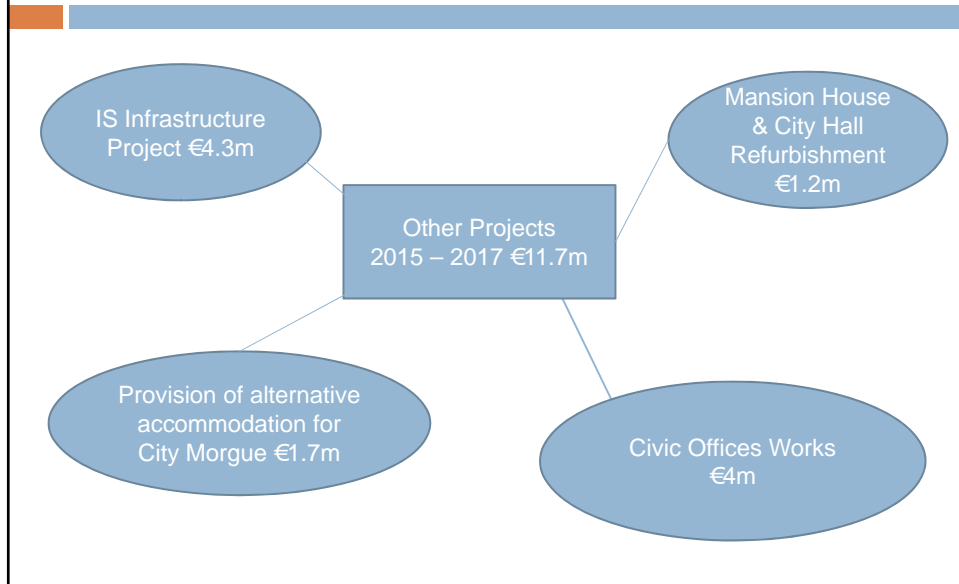 IS Infrastructure
Project €4.3m
Mansion House
& City Hall
Refurbishment
€1.2m
Other Projects
2015 – 2017 €11.7m
Provision of alternative
accommodation for
City Morgue €1.7m
Civic Offices Works
€4m